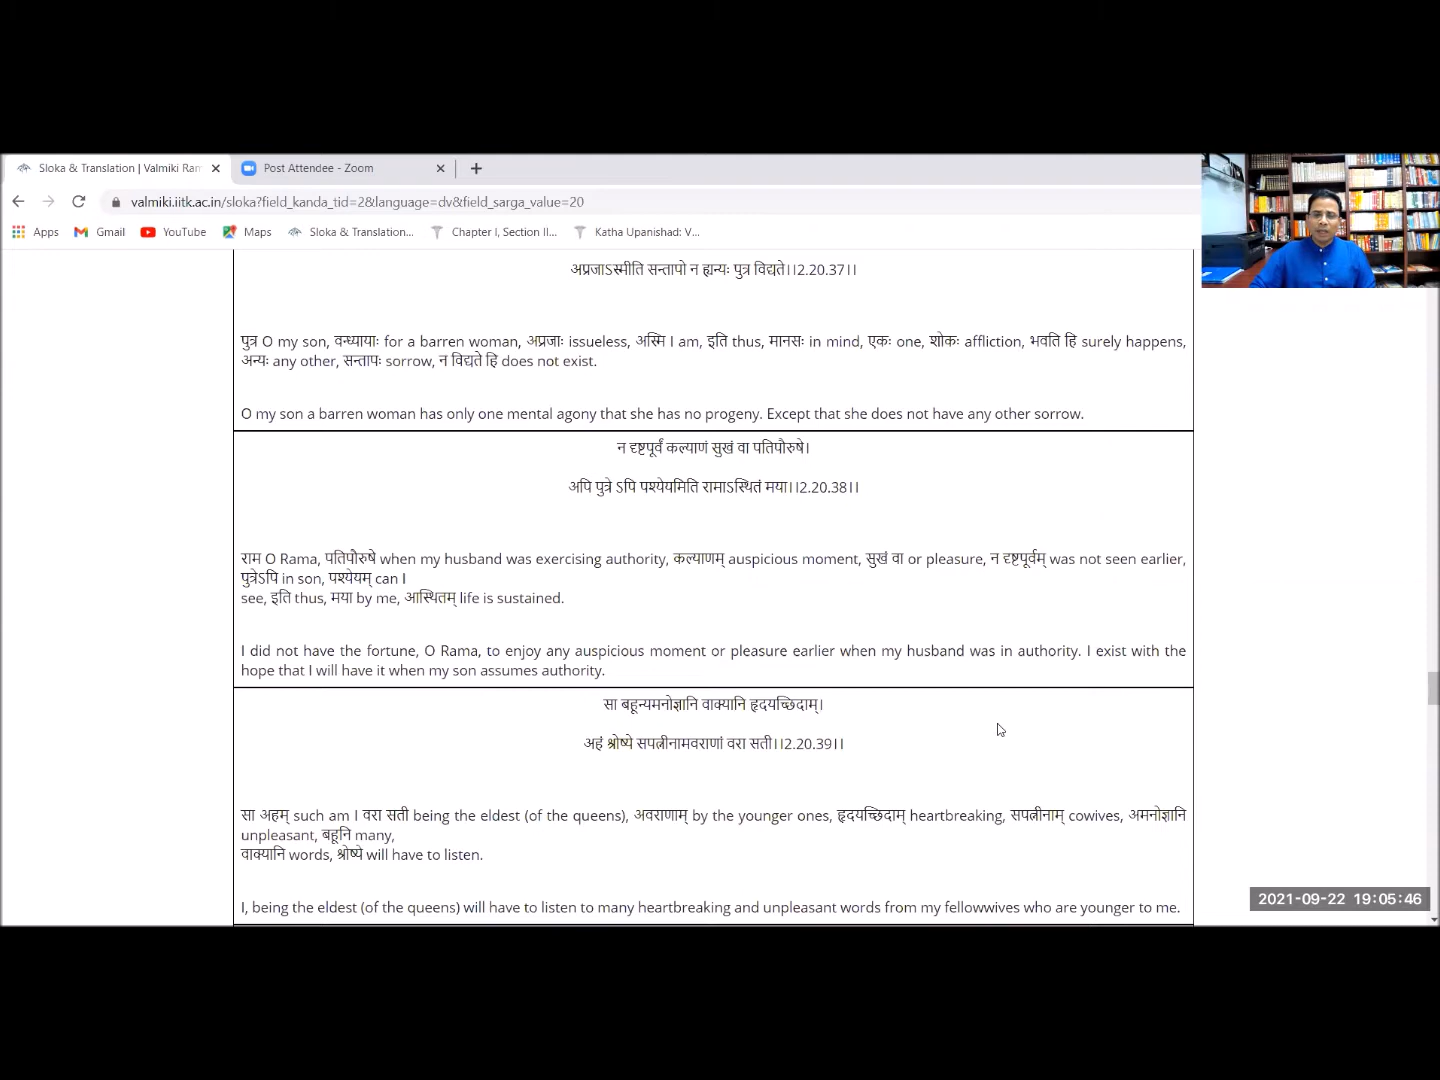 Sloka & Translation | Valmiki Ram
Post Attendee - Zoom
valmiki.iitk.ac.in/sloka?field_kanda_tid=2&language=dv&field_sarga_value=20
Apps Gmail YouTube Maps Sloka & Translation... Chapter I, Section II... Katha Upanishad: V...
अप्रजाऽस्मीति सन्तापो न ह्यन्यः पुत्र विद्यते।।2.20.37।।
पुत्र O my son, वन्ध्यायाः for a barren woman, अप्रजाः issueless, अस्मि I am, इति thus, मानसः in mind, एकः one, शोकः affliction, भवति हि surely happens,
अन्यः any other, सन्तापः sorrow, न विद्यते हि does not exist.
O my son a barren woman has only one mental agony that she has no progeny. Except that she does not have any other sorrow.
न दृष्टपूर्वं कल्याणं सुखं वा पतिपौरुषे।
अपि पुत्रे ऽपि पश्येयमिति रामाऽस्थितं मया।।2.20.38।।
राम O Rama, पतिपौरुषे when my husband was exercising authority, कल्याणम् auspicious moment, सुखं वा or pleasure, न दृष्टपूर्वम् was not seen earlier,
पुत्रेऽपि in son, पश्येयम् can I
see, इति thus, मया by me, आस्थितम् life is sustained.
I did not have the fortune, O Rama, to enjoy any auspicious moment or pleasure earlier when my husband was in authority. I exist with the
hope that I will have it when my son assumes authority.
सा बहून्यमनोज्ञानि वाक्यानि हृदयच्छिदाम्।
अहं श्रोष्ये सपत्नीनामवराणां वरा सती।।2.20.39।।
सा अहम् such am I वरा सती being the eldest (of the queens), अवराणाम् by the younger ones, हृदयच्छिदाम् heartbreaking, सपत्नीनाम् cowives, अमनोज्ञानि
unpleasant, बहूनि many,
वाक्यानि words, श्रोष्ये will have to listen.
I, being the eldest (of the queens) will have to listen to many heartbreaking and unpleasant words from my fellowwives who are younger to me.
2021-09-22 19:05:46